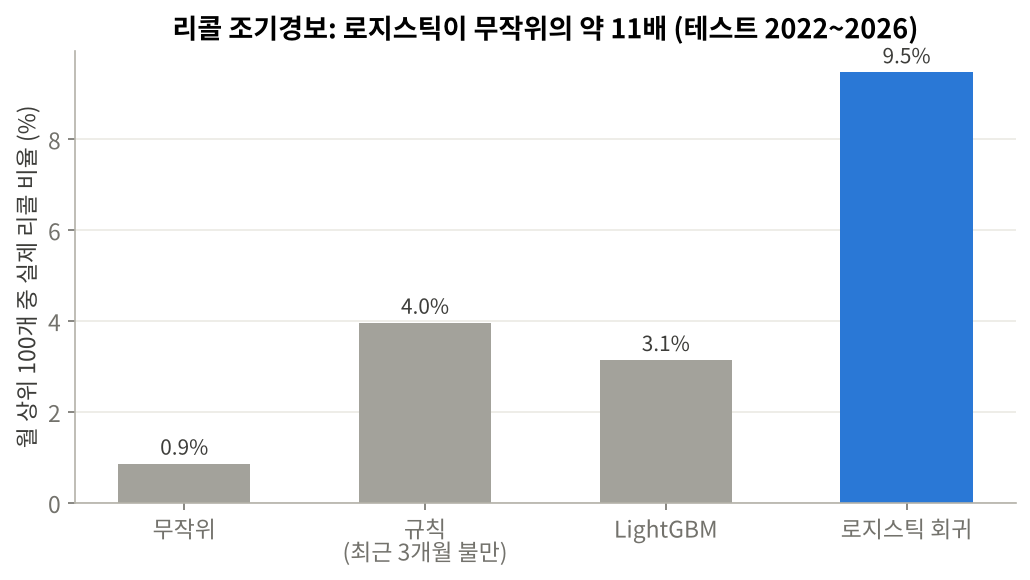 리콜 조기경보: 로지스틱이 무작위의 약 11배 (테스트 2022~2026)
월 상위 100개 중 실제 리콜 비율 (%)
8
6
4
2
0
0.9%
4.0%
3.1%
9.5%
무작위
규칙
(최근 3개월 불만)
LightGBM
로지스틱 회귀